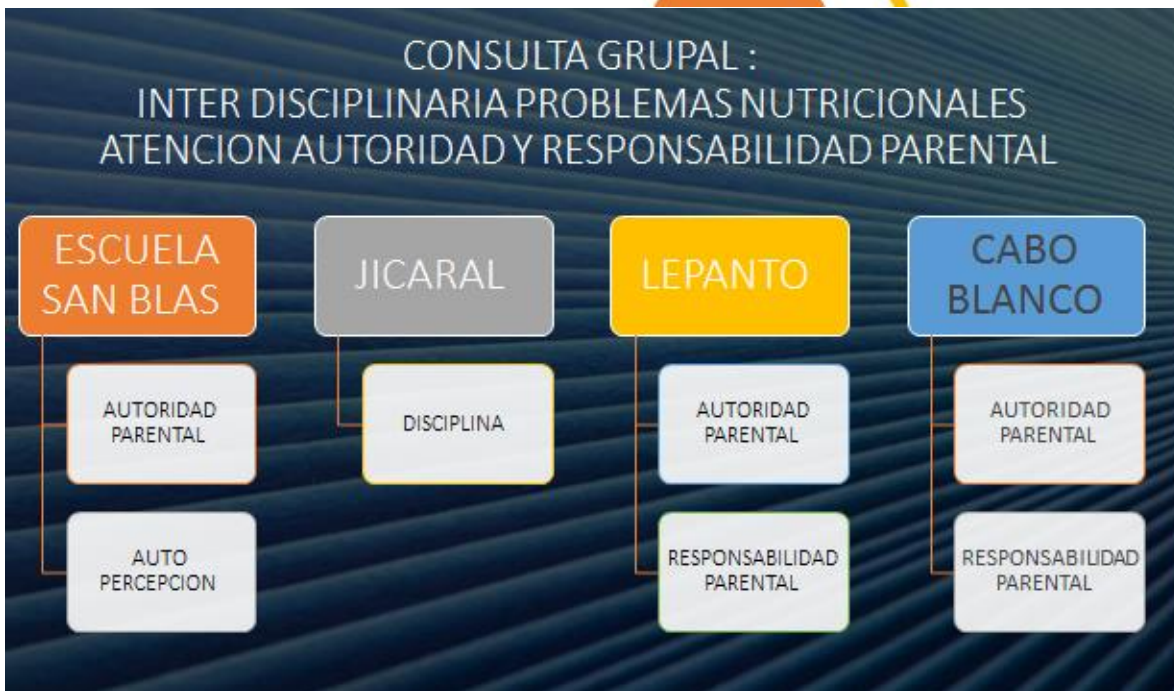 CONSULTA GRUPAL :
INTER DISCIPLINARIA PROBLEMAS NUTRICIONALES
ATENCION AUTORIDAD Y RESPONSABILIDAD PARENTAL
ESCUELA
SAN BLAS
AUTORIDAD
PARENTAL
AUTO
PERCEPCION
JICARAL
DISCIPLINA
LEPANTO
AUTORIDAD
PARENTAL
RESPONSABILIDAD
PARENTAL
CABO
BLANCO
AUTORIDAD
PARENTAL
RESPONSABILIDAD
PARENTAL